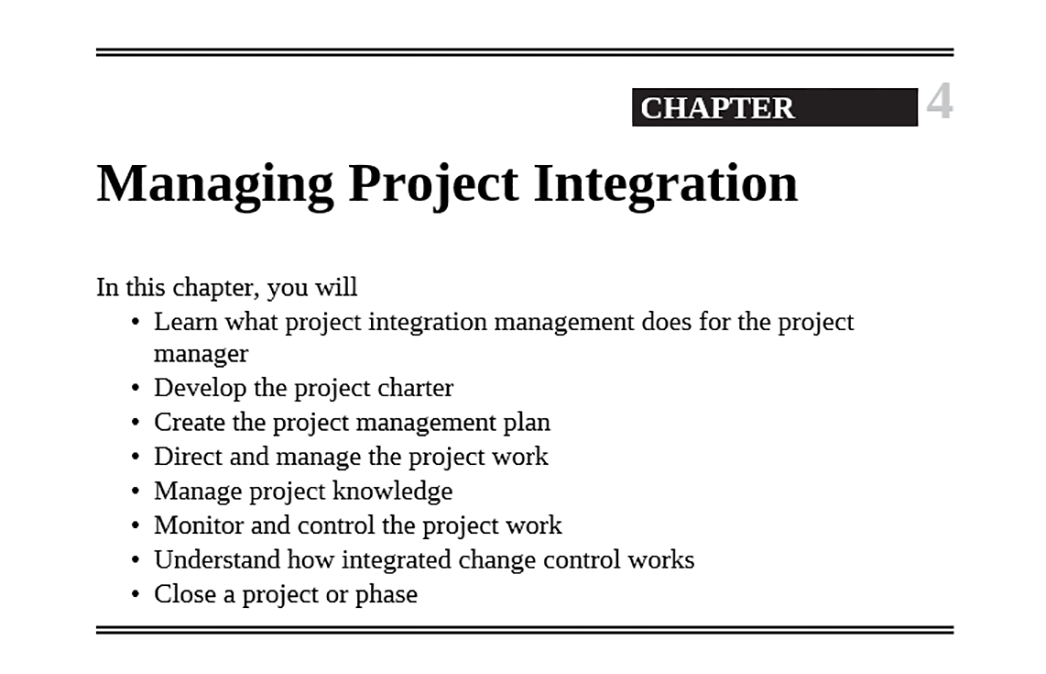 CHAPTER 4
Managing Project Integration
In this chapter, you will
• Learn what project integration management does for the project
manager
• Develop the project charter
• Create the project management plan
• Direct and manage the project work
• Manage project knowledge
• Monitor and control the project work
• Understand how integrated change control works
• Close a project or phase